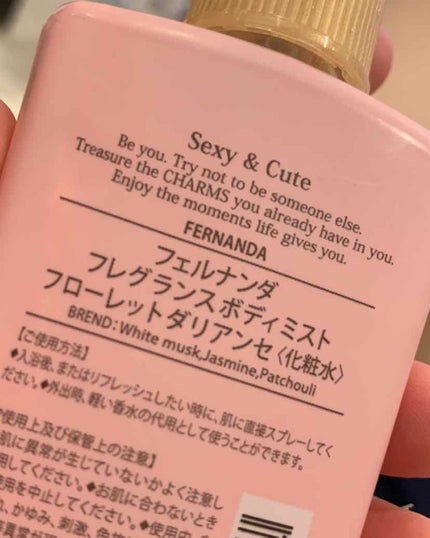 Sexy & Cute
Be you. Try not to be someone else.
Treasure the CHARMS you already have in you.
Enjoy the moments life gives you.
FERNANDA
フェルナンダ
フレグランスボディミスト
フローレットダリアンセ〈化粧水〉
BREND:White musk,Jasmine,Patchouli
【ご使用方法】
◆入浴後、またはリフレッシュしたい時に、肌に直接スプレーしてく
ださい。◆外出時、軽い香水の代用として使うことができます。
使用上及び保管上の注意】
肌に異常が生じていないかよく注意し
用してください。◆お肌に合わないとき
使用を中止してください。◆使用中、
、かゆみ、刺激、